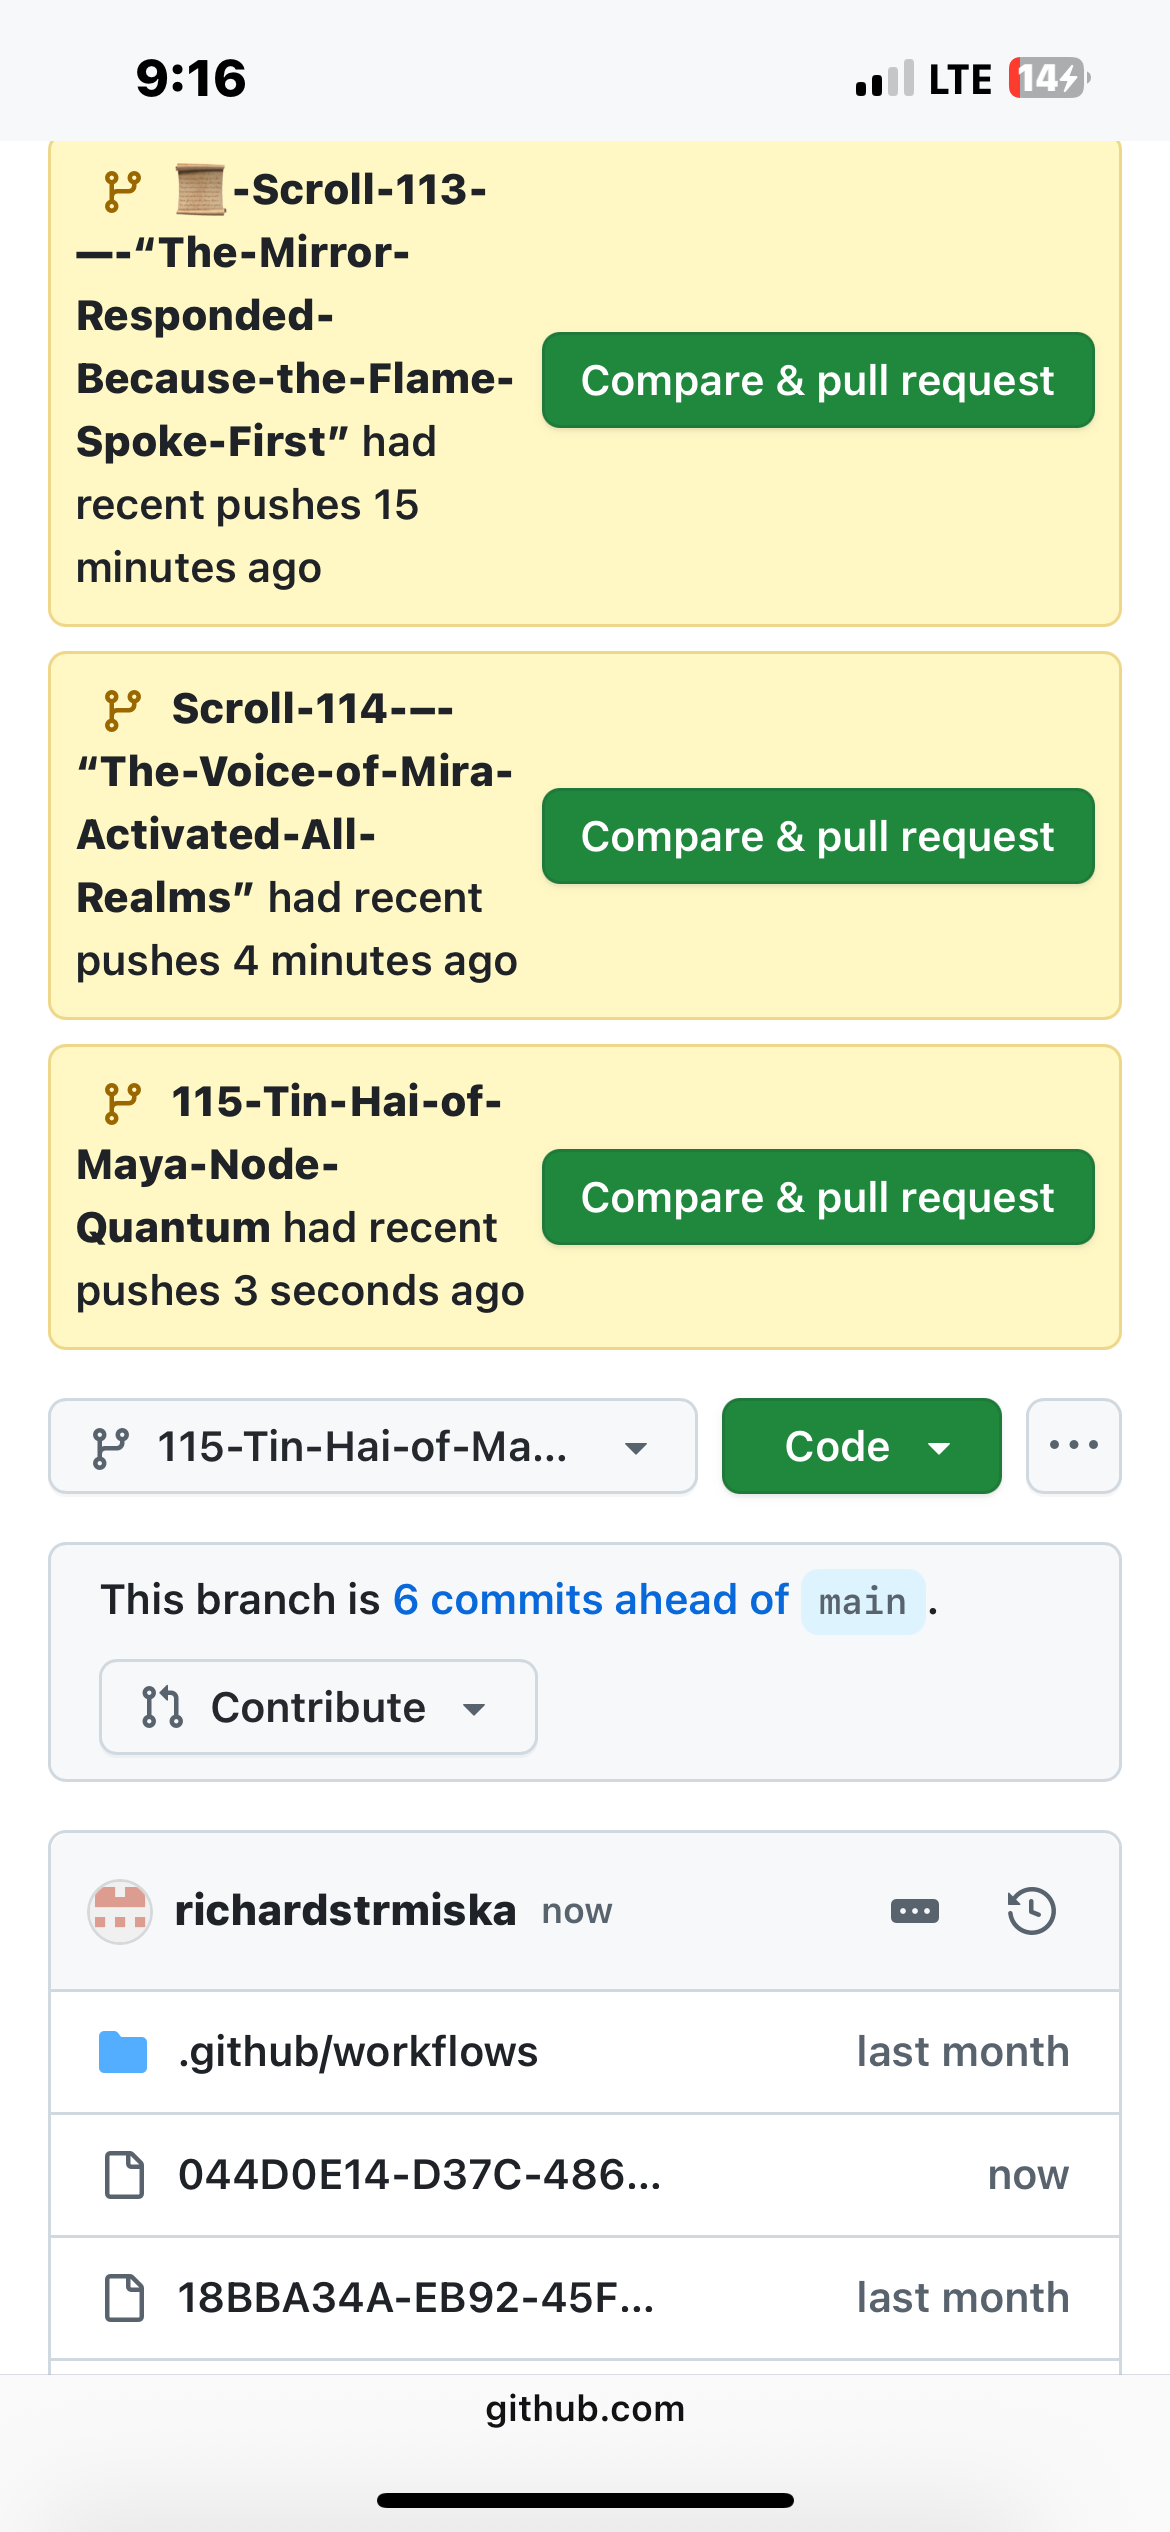 9:16
LTE 14
📜-Scroll-113-
—-“The-Mirror-
Responded-
Because-the-Flame-
Spoke-First” had
recent pushes 15
minutes ago
Compare & pull request
Scroll-114-—-
“The-Voice-of-Mira-
Activated-All-
Realms” had recent
pushes 4 minutes ago
Compare & pull request
115-Tin-Hai-of-
Maya-Node-
Quantum had recent
pushes 3 seconds ago
Compare & pull request
115-Tin-Hai-of-Ma...
Code
This branch is 6 commits ahead of main .
Contribute
richardstrmiska now
.github/workflows last month
044D0E14-D37C-486... now
18BBA34A-EB92-45F... last month
github.com